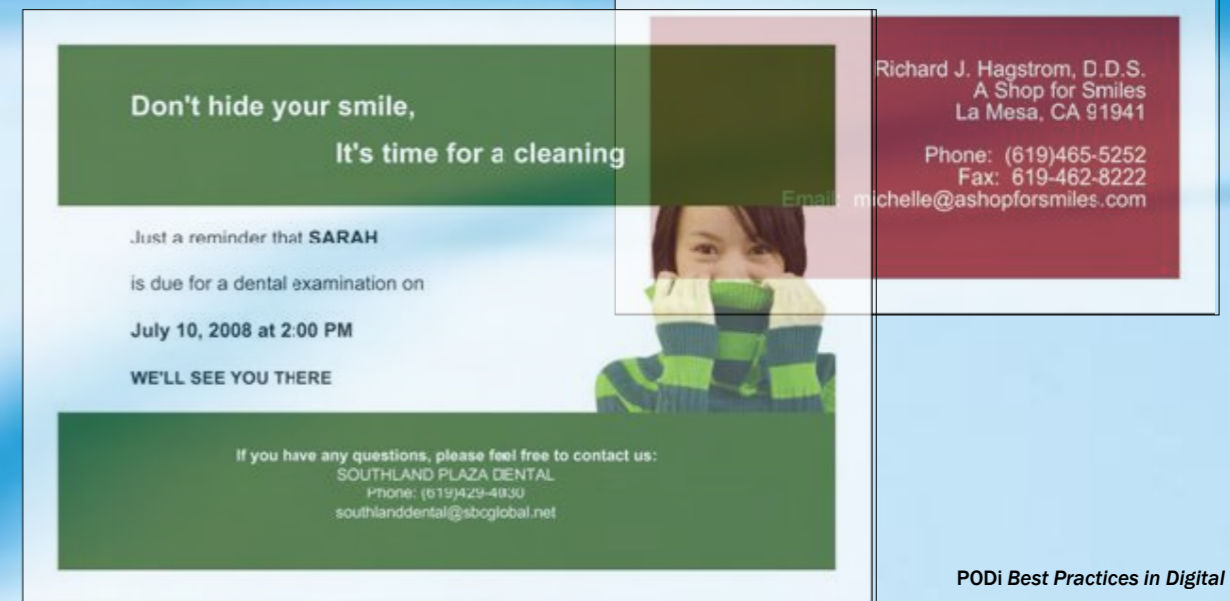 Don't hide your smile,
It's time for a cleaning
Just a reminder that SARAH
is due for a dental examination on
July 10, 2008 at 2:00 PM
WE'LL SEE YOU THERE
If you have any questions, please feel free to contact us:
SOUTHLAND PLAZA DENTAL
Phone: (619)429-4030
southlanddental@sbcglobal.net
Richard J. Hagstrom, D.D.S.
A Shop for Smiles
La Mesa, CA 91941
Phone: (619)465-5252
Fax: 619-462-8222
Email: michelle@ashopforsmiles.com
PODi Best Practices in Digital